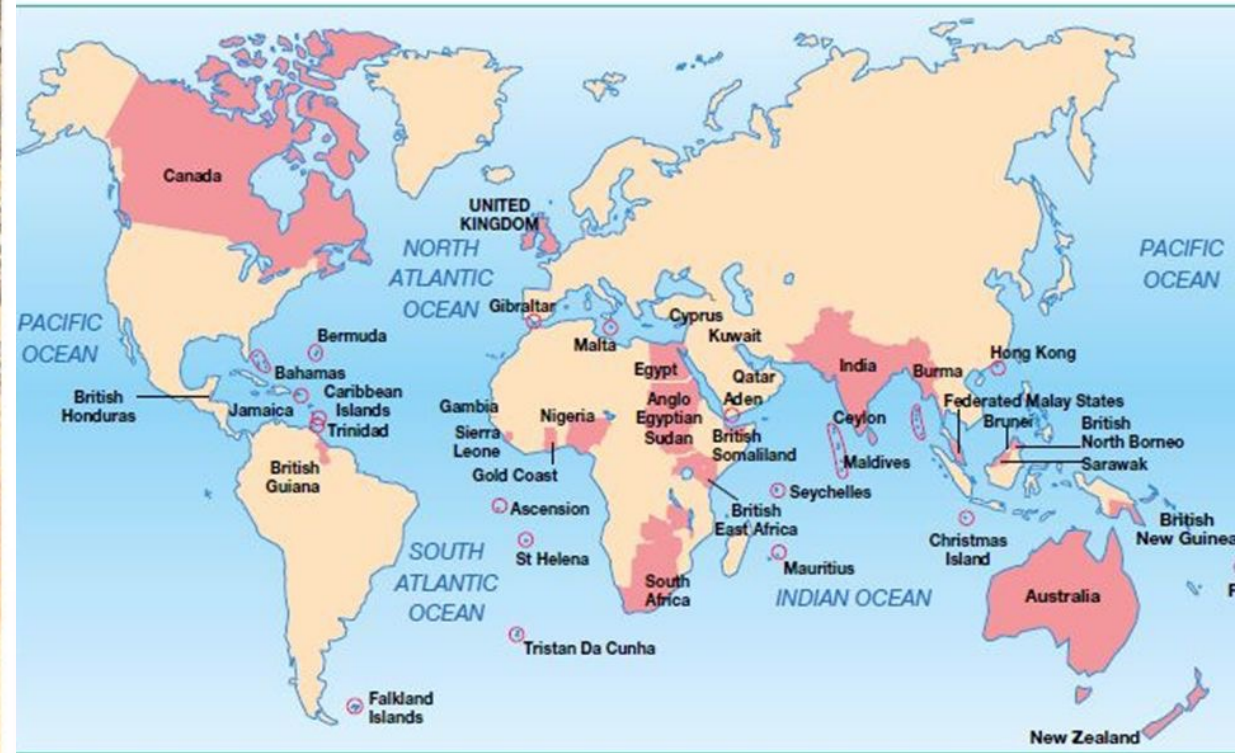 Canada
UNITED
KINGDOM
NORTH
ATLANTIC
OCEAN
PACIFIC
OCEAN
PACIFIC
OCEAN
Gibraltar
Malta
Cyprus
Kuwait
Bermuda
Bahamas
British
Honduras
Jamaica
Caribbean
Islands
Trinidad
British
Guiana
Gambia
Sierra
Leone
Nigeria
Gold Coast
Egypt
Anglo
Egyptian
Sudan
Qatar
Aden
British
Somaliland
India
Burma
Hong Kong
Federated Malay States
Ceylon
Maldives
Brunei
British
North Borneo
Sarawak
Ascension
St Helena
Seychelles
British
East Africa
Mauritius
Christmas
Island
British
New Guinea
SOUTH
ATLANTIC
OCEAN
South
Africa
INDIAN OCEAN
Australia
Tristan Da Cunha
Falkland
Islands
New Zealand